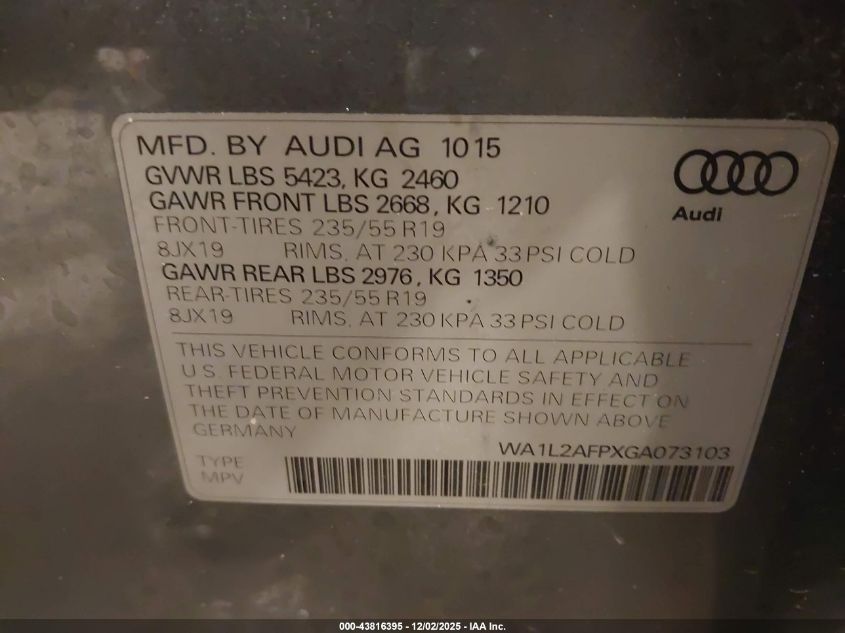 MFD. BY AUDI AG 1015
GVWR LBS 5423, KG 2460
GAWR FRONT LBS 2668, KG 1210
FRONT-TIRES 235/55 R19
8JX19 RIMS, AT 230 KPA 33 PSI COLD
GAWR REAR LBS 2976, KG 1350
REAR-TIRES 235/55 R19
8JX19 RIMS, AT 230 KPA 33 PSI COLD
Audi
THIS VEHICLE CONFORMS TO ALL APPLICABLE
U.S. FEDERAL MOTOR VEHICLE SAFETY AND
THEFT PREVENTION STANDARDS IN EFFECT ON
THE DATE OF MANUFACTURE SHOWN ABOVE
GERMANY
WA1L2AFPXGA073103
TYPE
MPV
000-43816395 - 12/02/2025 - IAA Inc.